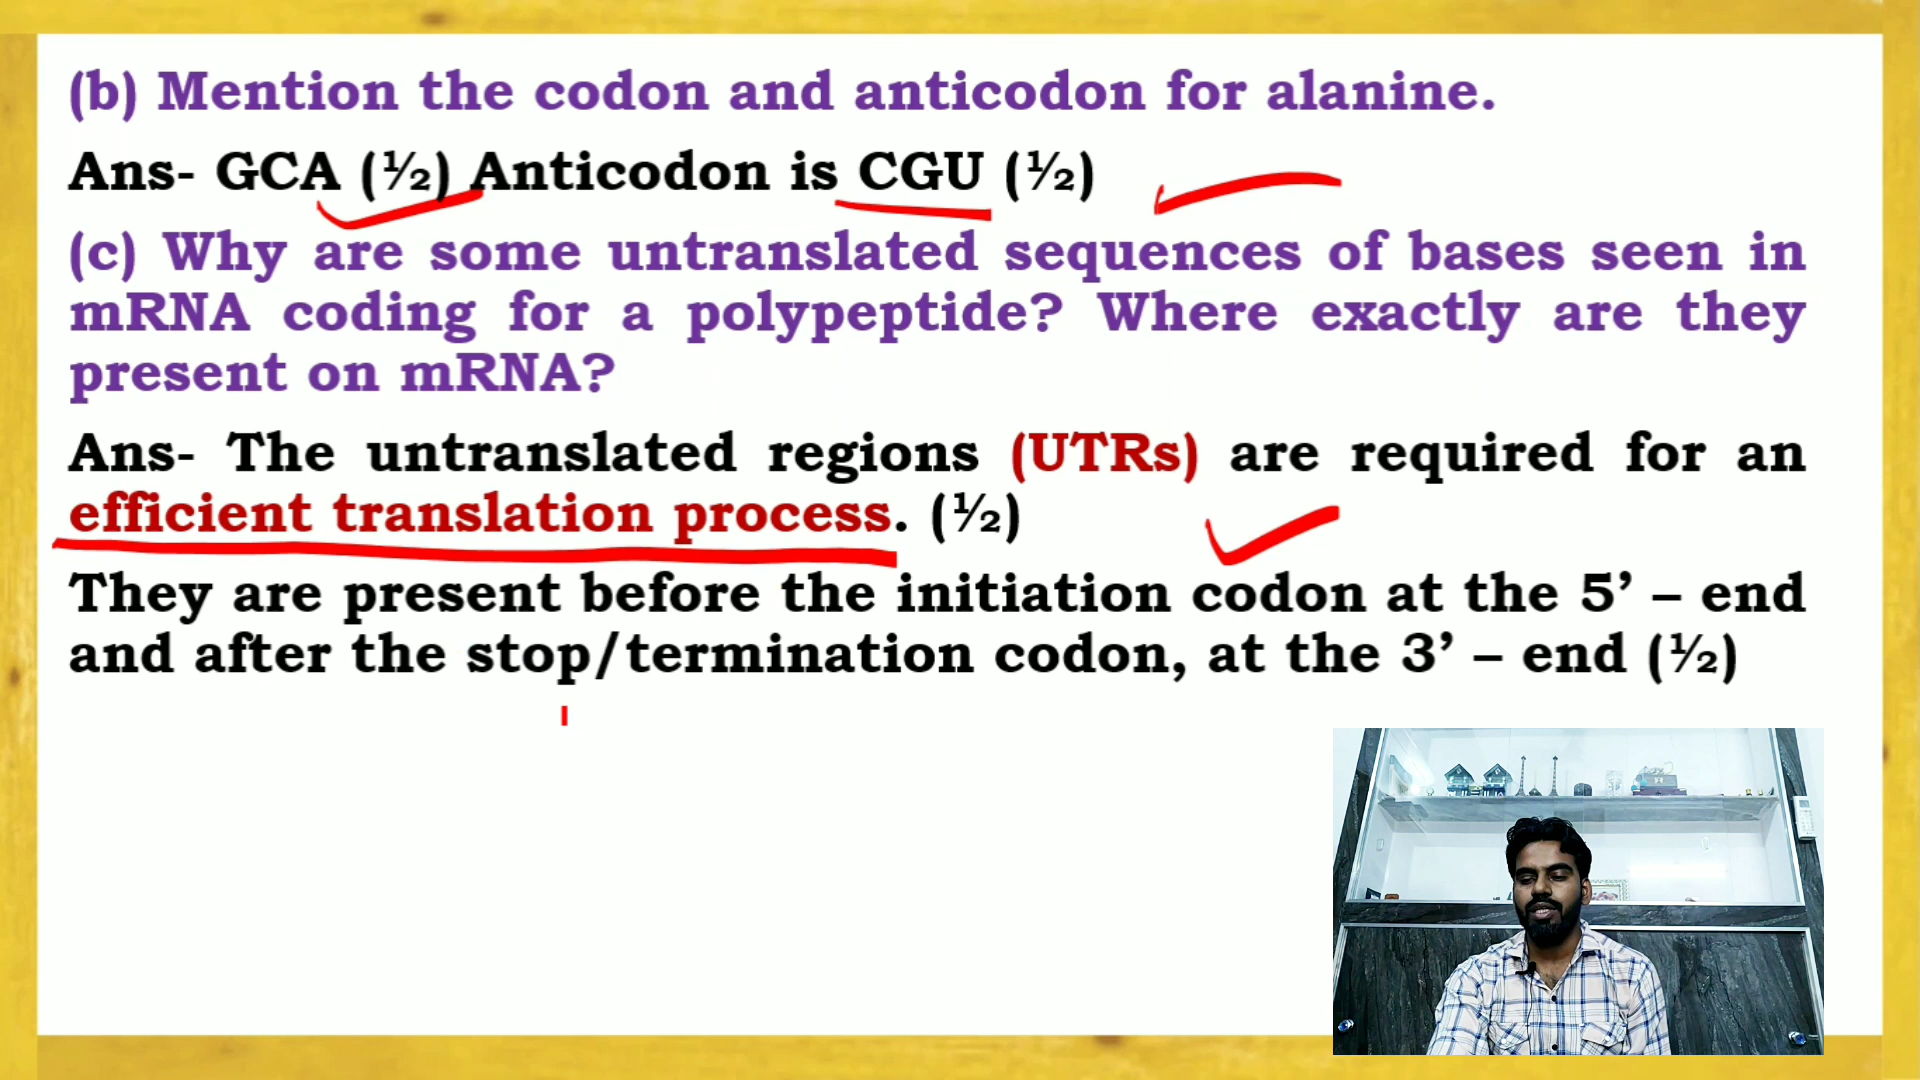 (b) Mention the codon and anticodon for alanine.
Ans- GCA (½) Anticodon is CGU (½)
(c) Why are some untranslated sequences of bases seen in
mRNA coding for a polypeptide? Where exactly are they
present on mRNA?
Ans- The untranslated regions (UTRs) are required for an
efficient translation process. (½)
They are present before the initiation codon at the 5’ – end
and after the stop/termination codon, at the 3’ – end (½)